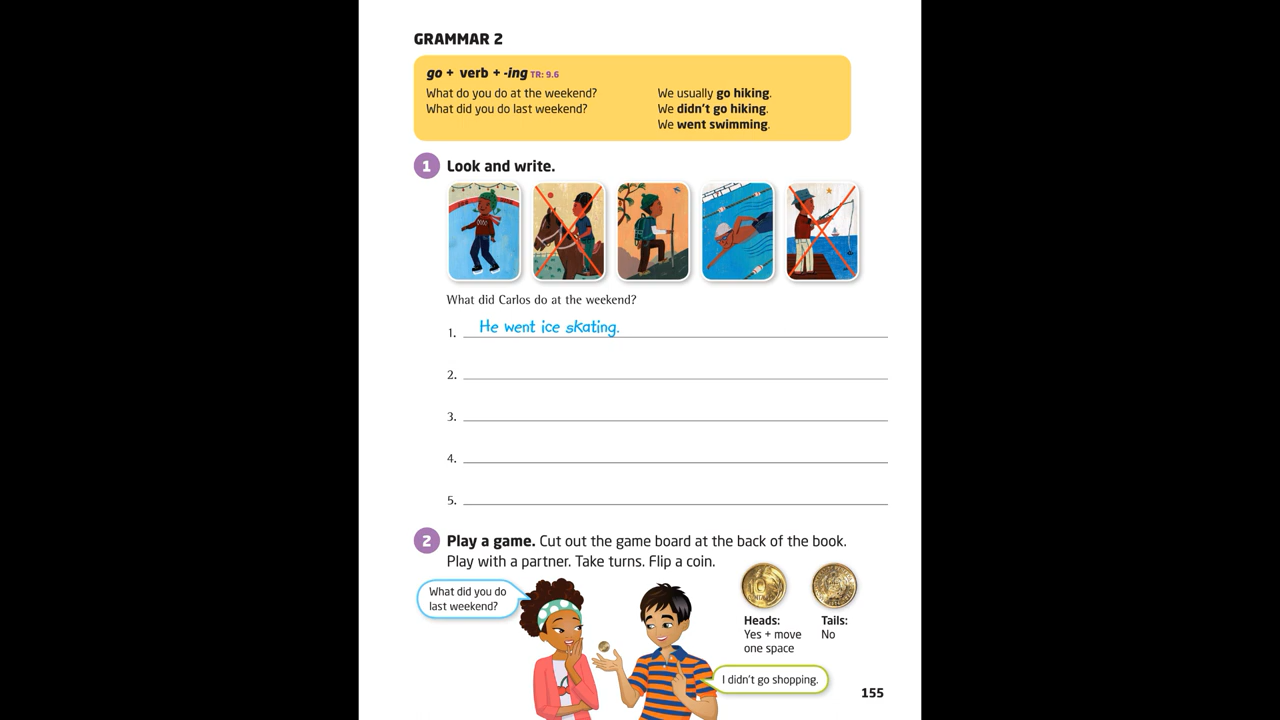 GRAMMAR 2
go + verb + -ing TR: 9.6
What do you do at the weekend? We usually go hiking.
What did you do last weekend? We didn't go hiking.
We went swimming.
1 Look and write.
What did Carlos do at the weekend?
1. He went ice skating.
2.
3.
4.
5.
2 Play a game. Cut out the game board at the back of the book.
Play with a partner. Take turns. Flip a coin.
What did you do
last weekend?
Heads:
Yes + move
one space
Tails:
No
I didn't go shopping.
155